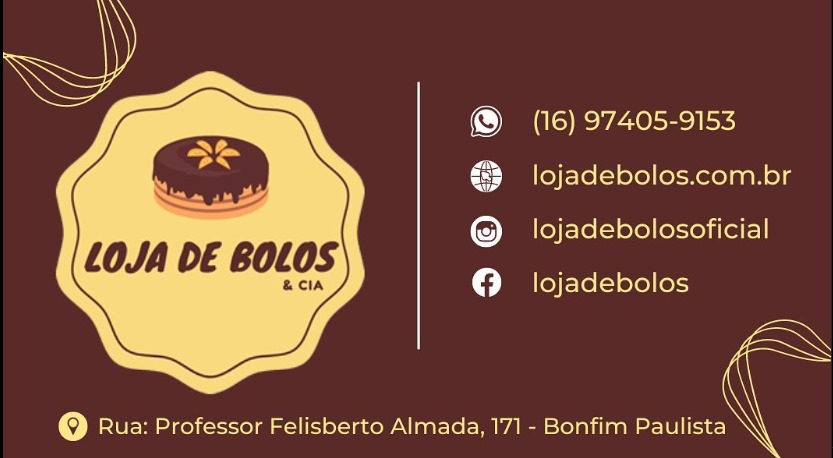 LOJA DE BOLOS
& CIA
(16) 97405-9153
lojadebolos.com.br
lojadebolosoficial
lojadebolos
Rua: Professor Felisberto Almada, 171 - Bonfim Paulista